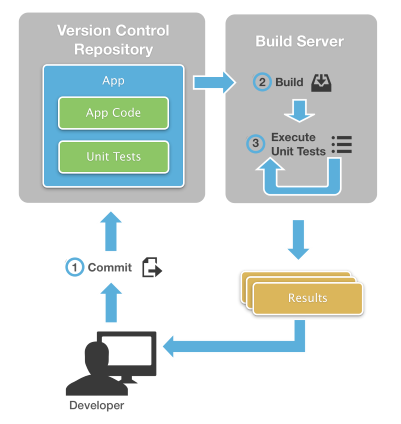 Version Control
Repository
App
App Code
Unit Tests
Build Server
2 Build
3 Execute
Unit Tests
1 Commit
Results
Developer